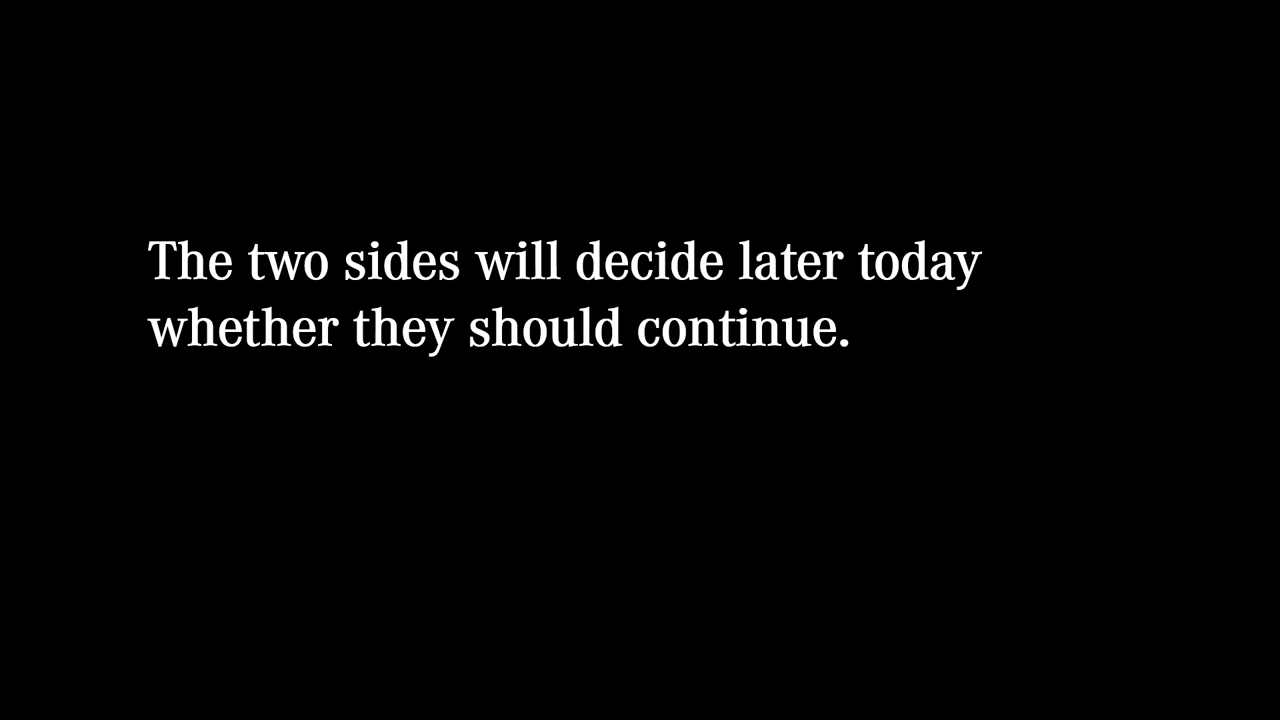 The two sides will decide later today
whether they should continue.